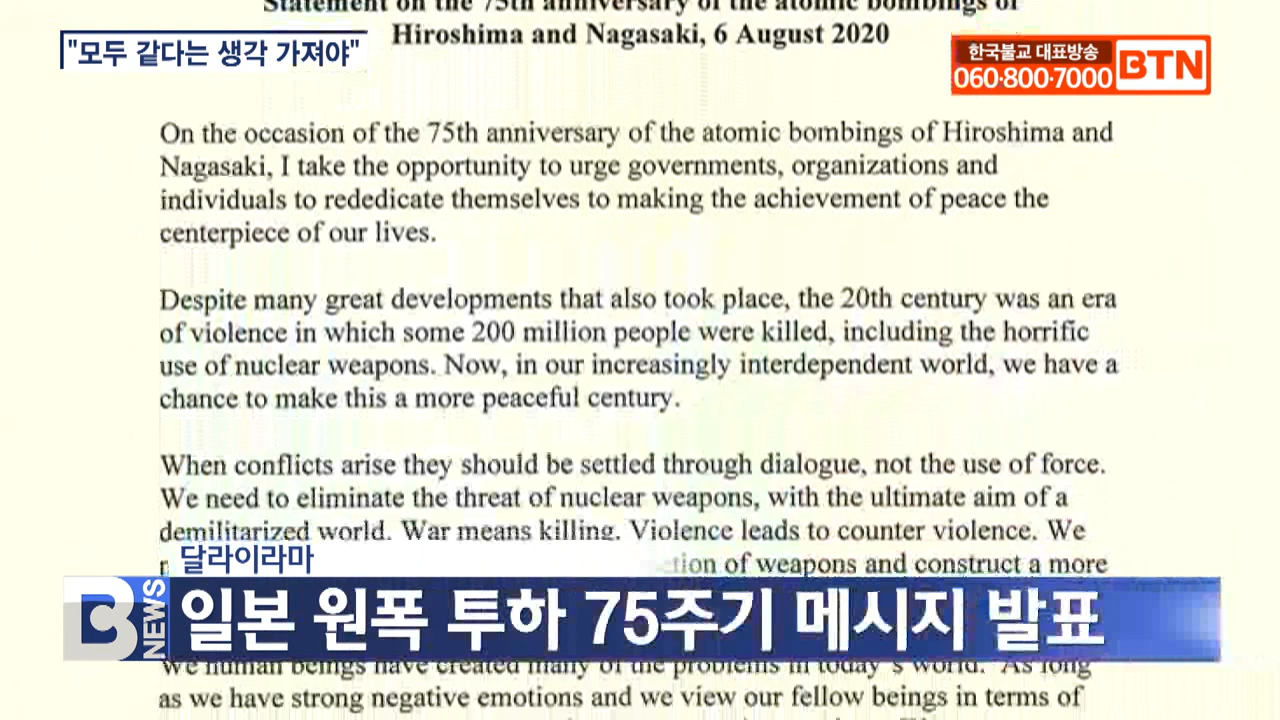 Statement on the 75th anniversary of the atomic bombings of
Hiroshima and Nagasaki, 6 August 2020
"모두 같다는 생각 가져야"
한국불교 대표방송
060·800·7000
BTN
On the occasion of the 75th anniversary of the atomic bombings of Hiroshima and
Nagasaki, I take the opportunity to urge governments, organizations and
individuals to rededicate themselves to making the achievement of peace the
centerpiece of our lives.
Despite many great developments that also took place, the 20th century was an era
of violence in which some 200 million people were killed, including the horrific
use of nuclear weapons. Now, in our increasingly interdependent world, we have a
chance to make this a more peaceful century.
When conflicts arise they should be settled through dialogue, not the use of force.
We need to eliminate the threat of nuclear weapons, with the ultimate aim of a
demilitarized world. War means killing. Violence leads to counter violence. We
of weapons and construct a more
달라이라마
B NEWS
일본 원폭 투하 75주기 메시지 발표
We human beings have created many of the problems in today's world. As long
as we have strong negative emotions and we view our fellow beings in terms of